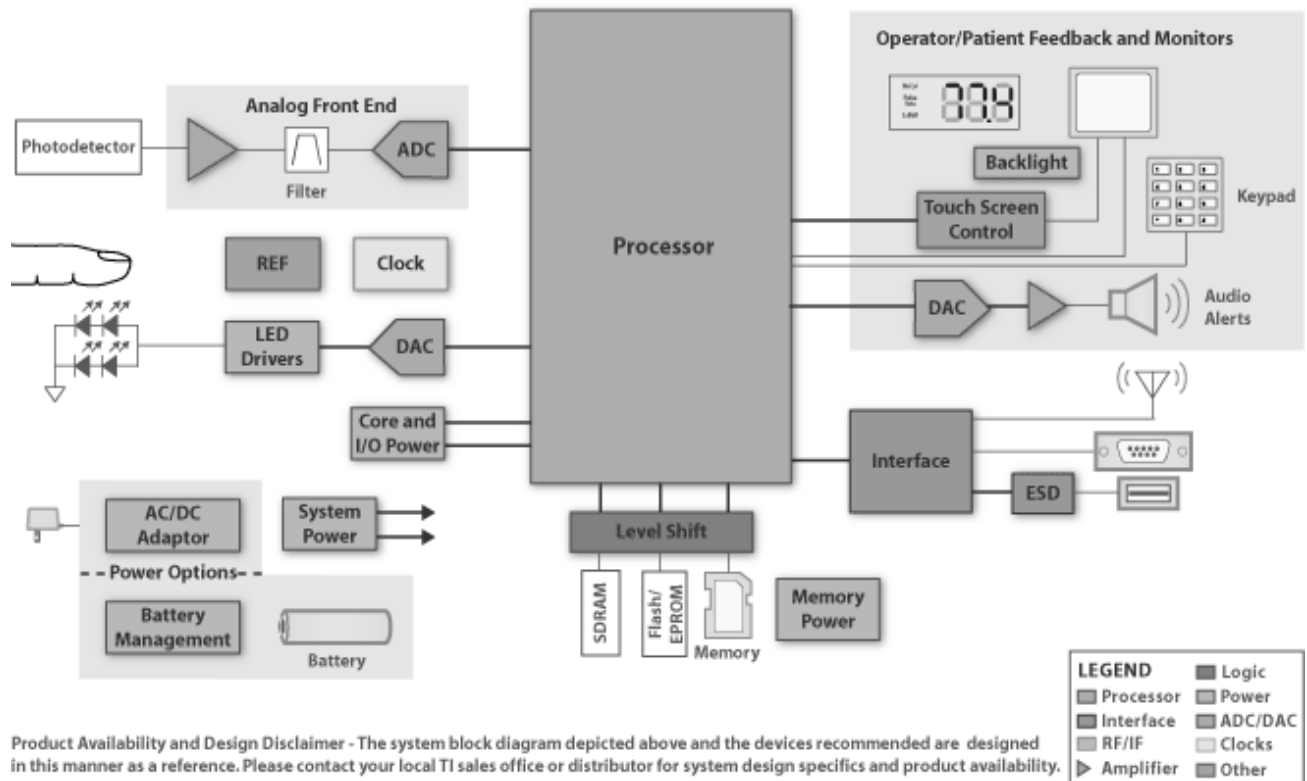 Operator/Patient Feedback and Monitors
77.4
Analog Front End
Photodetector
ADC
Filter
Backlight
Touch Screen
Control
Keypad
Processor
REF
Clock
DAC
Audio
Alerts
LED
Drivers
DAC
Core and
I/O Power
Interface
ESD
AC/DC
Adaptor
System
Power
Level Shift
Power Options
SDRAM
Flash/
EPROM
Memory
Memory
Power
Battery
Management
Battery
LEGEND
Logic
Processor
Power
Interface
ADC/DAC
RF/IF
Clocks
Amplifier
Other
Product Availability and Design Disclaimer - The system block diagram depicted above and the devices recommended are designed
in this manner as a reference. Please contact your local TI sales office or distributor for system design specifics and product availability.